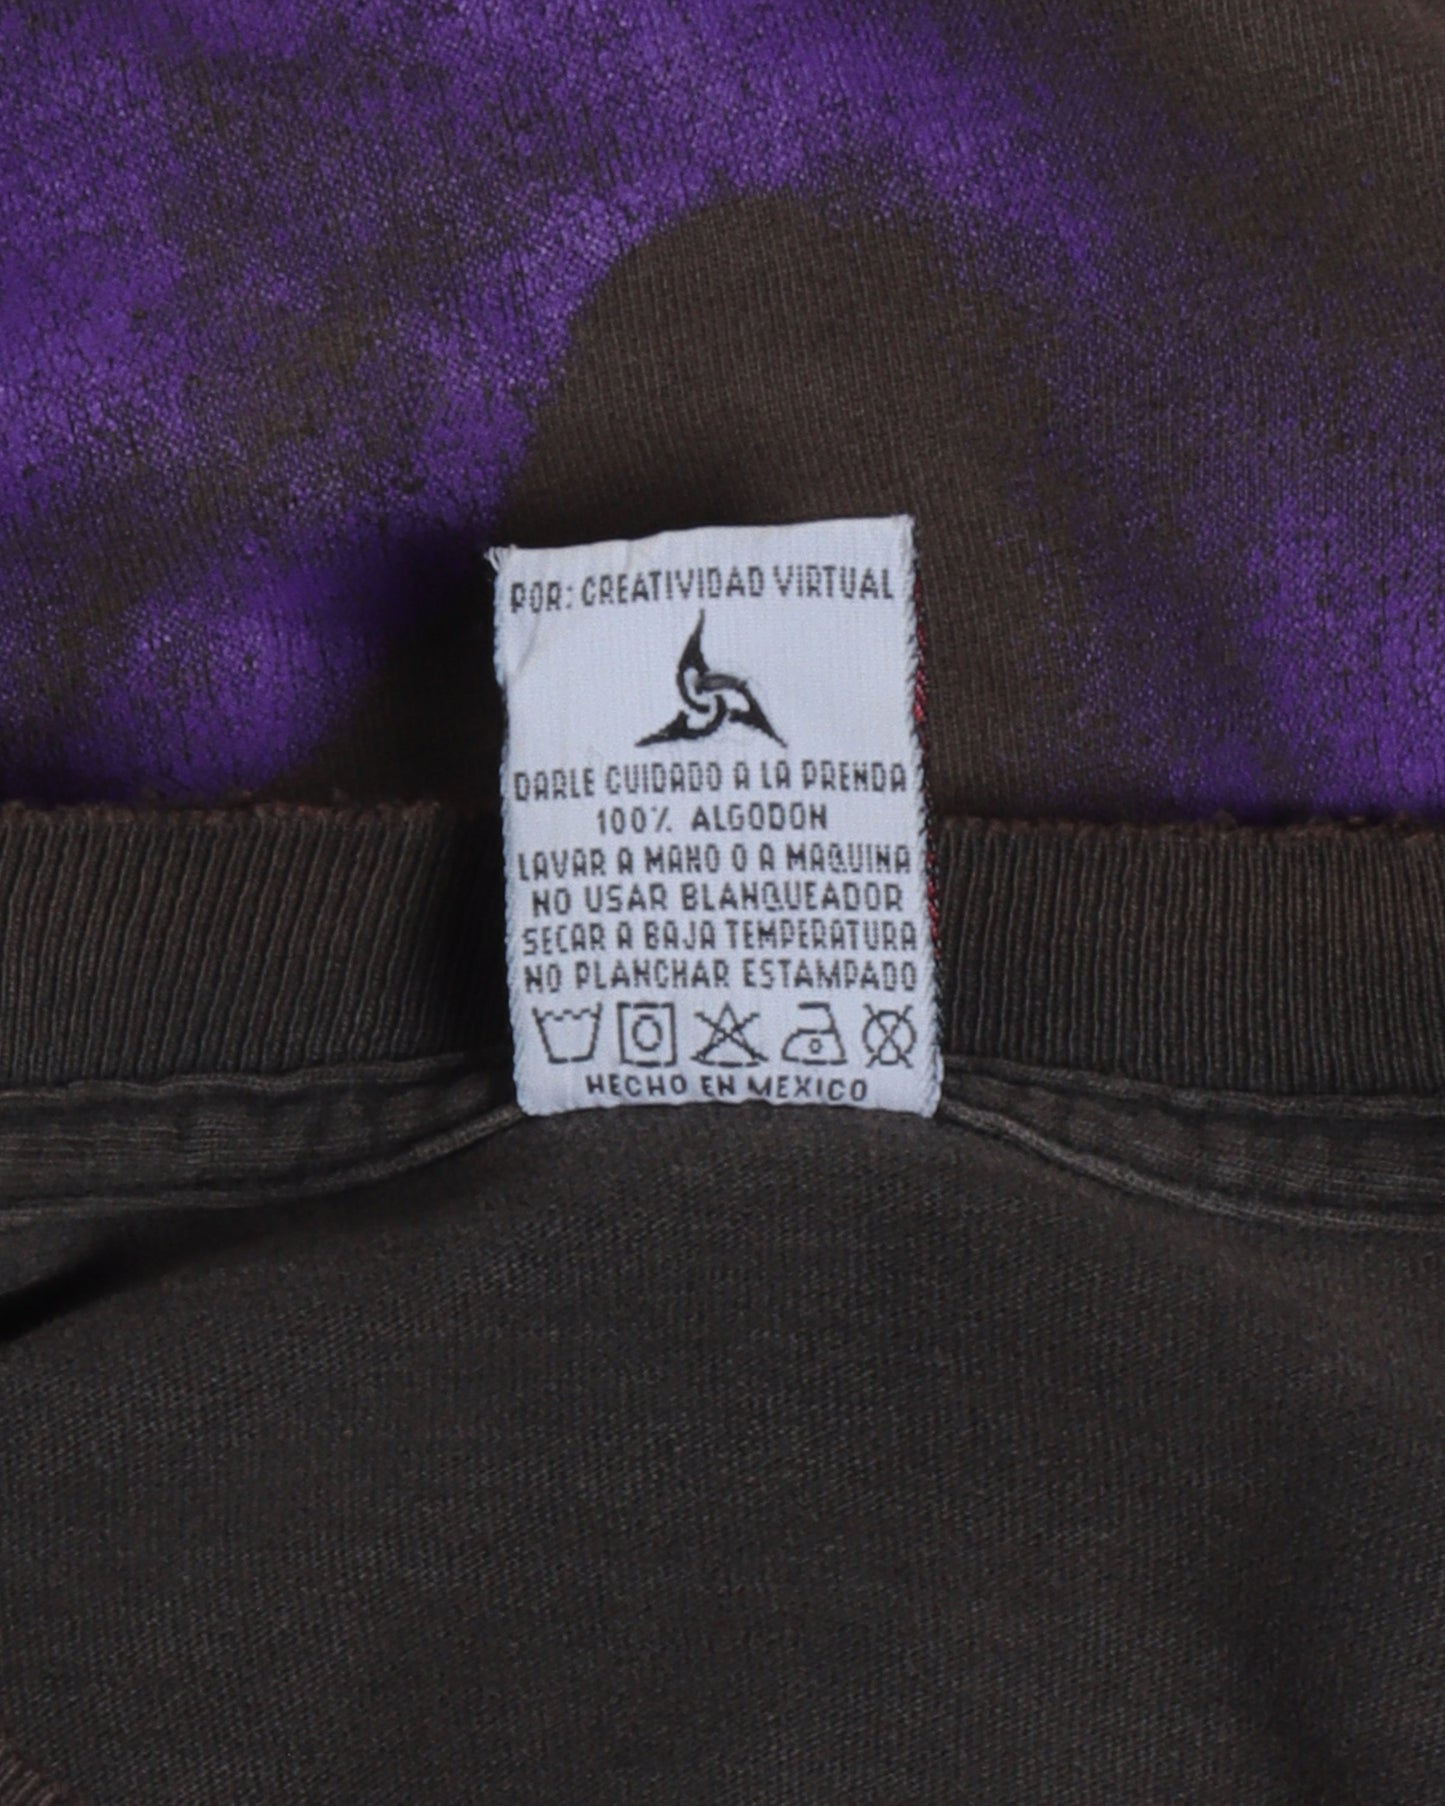 POR: CREATIVIDAD VIRTUAL
DARLE CUIDADO A LA PRENDA
100% ALGODON
LAVAR A MANO O A MAQUINA
NO USAR BLANQUEADOR
SECAR A BAJA TEMPERATURA
NO PLANCHAR ESTAMPADO
HECHO EN MEXICO